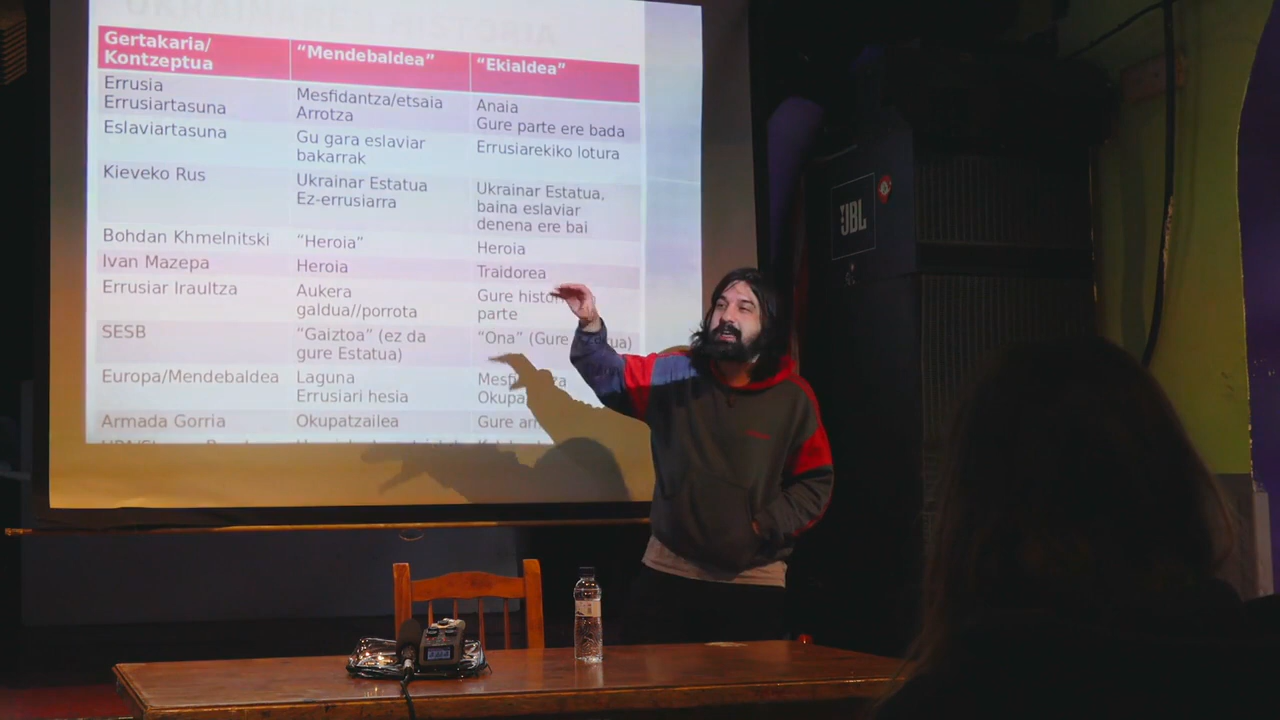 UKRAINAREN HISTORIA
Gertakaria/
Kontzeptua
“Mendebaldea”
“Ekialdea”
Errusia
Errusiartasuna
Mesfidantza/etsaia
Arrotza
Anaia
Gure parte ere bada
Eslaviartasuna
Gu gara eslaviar
bakarrak
Errusiarekiko lotura
Kieveko Rus
Ukrainar Estatua
Ez-errusiarra
Ukrainar Estatua,
baina eslaviar
denena ere bai
Bohdan Khmelnitski
“Heroia”
Heroia
Ivan Mazepa
Heroia
Traidorea
Errusiar Iraultza
Aukera
galdua//porrota
Gure
parte
SESB
“Gaiztoa” (ez da
gure Estatua)
“Ona” (Gure
Europa/Mendebaldea
Laguna
Errusiari hesia
Armada Gorria
Okupatzailea
Gure
JBL